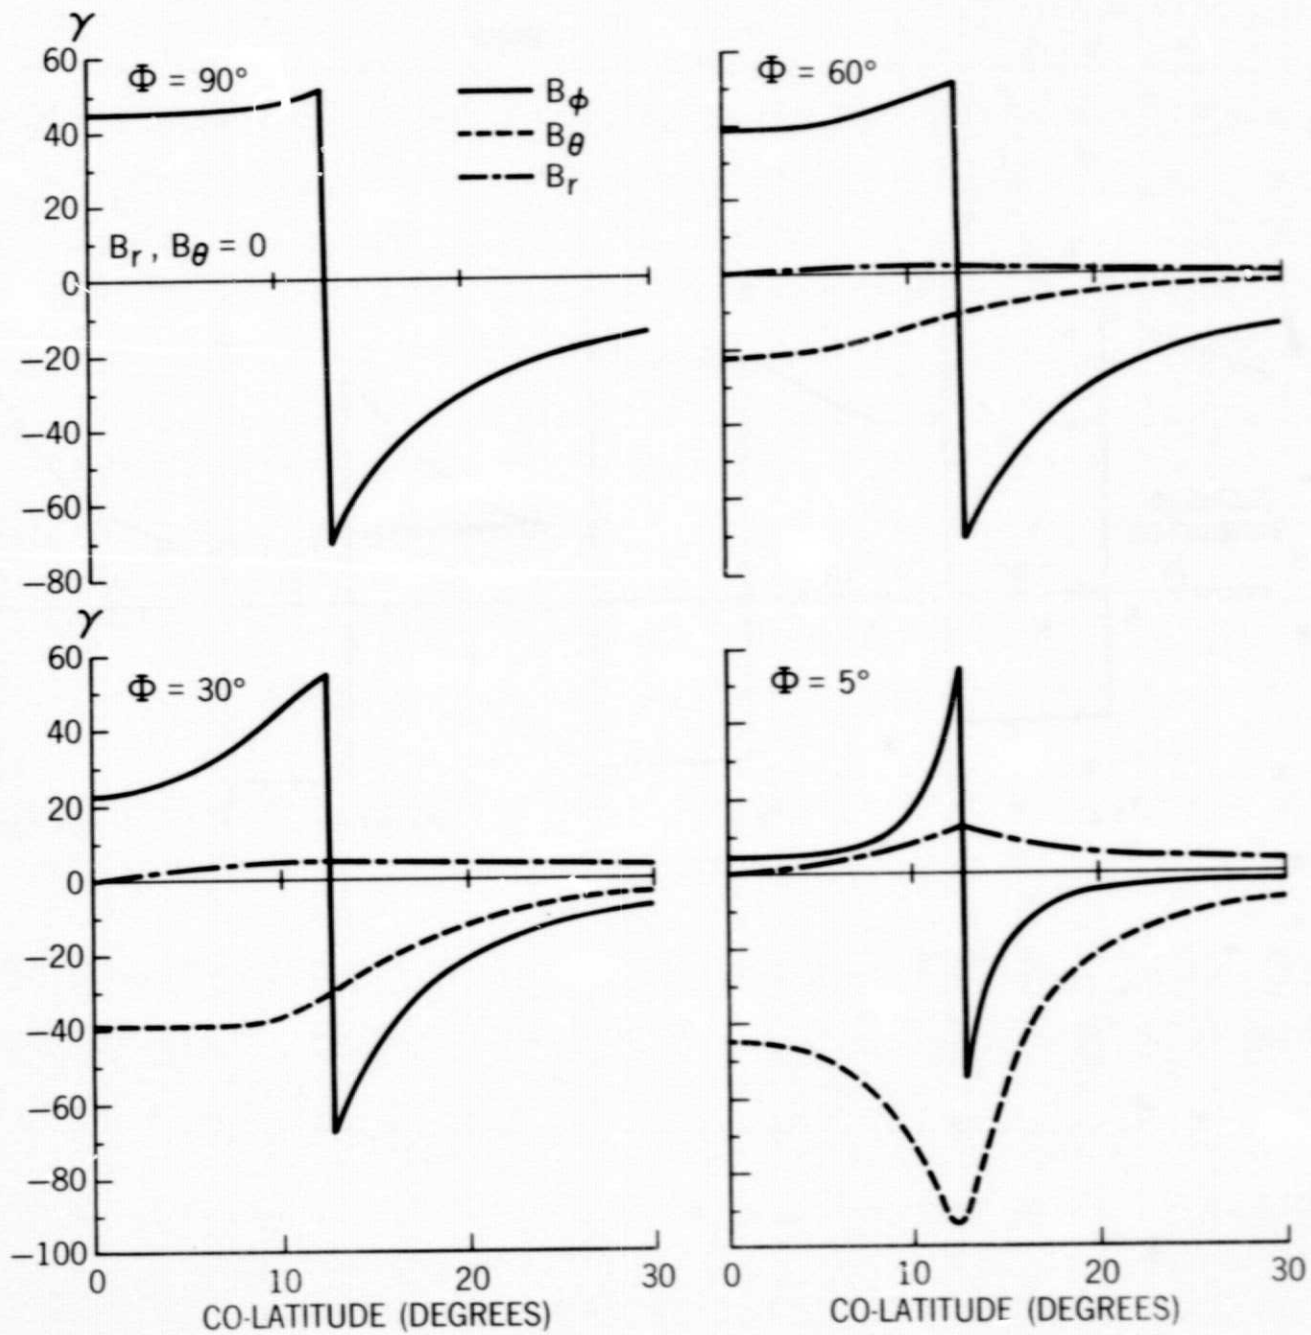 γ
60
40
20
0
−20
−40
−60
−80
Φ = 90°
B_ϕ
B_θ
B_r
B_r , B_θ = 0
Φ = 60°
γ
60
40
20
0
−20
−40
−60
−80
−100
Φ = 30°
0 10 20 30
CO-LATITUDE (DEGREES)
Φ = 5°
0 10 20 30
CO-LATITUDE (DEGREES)